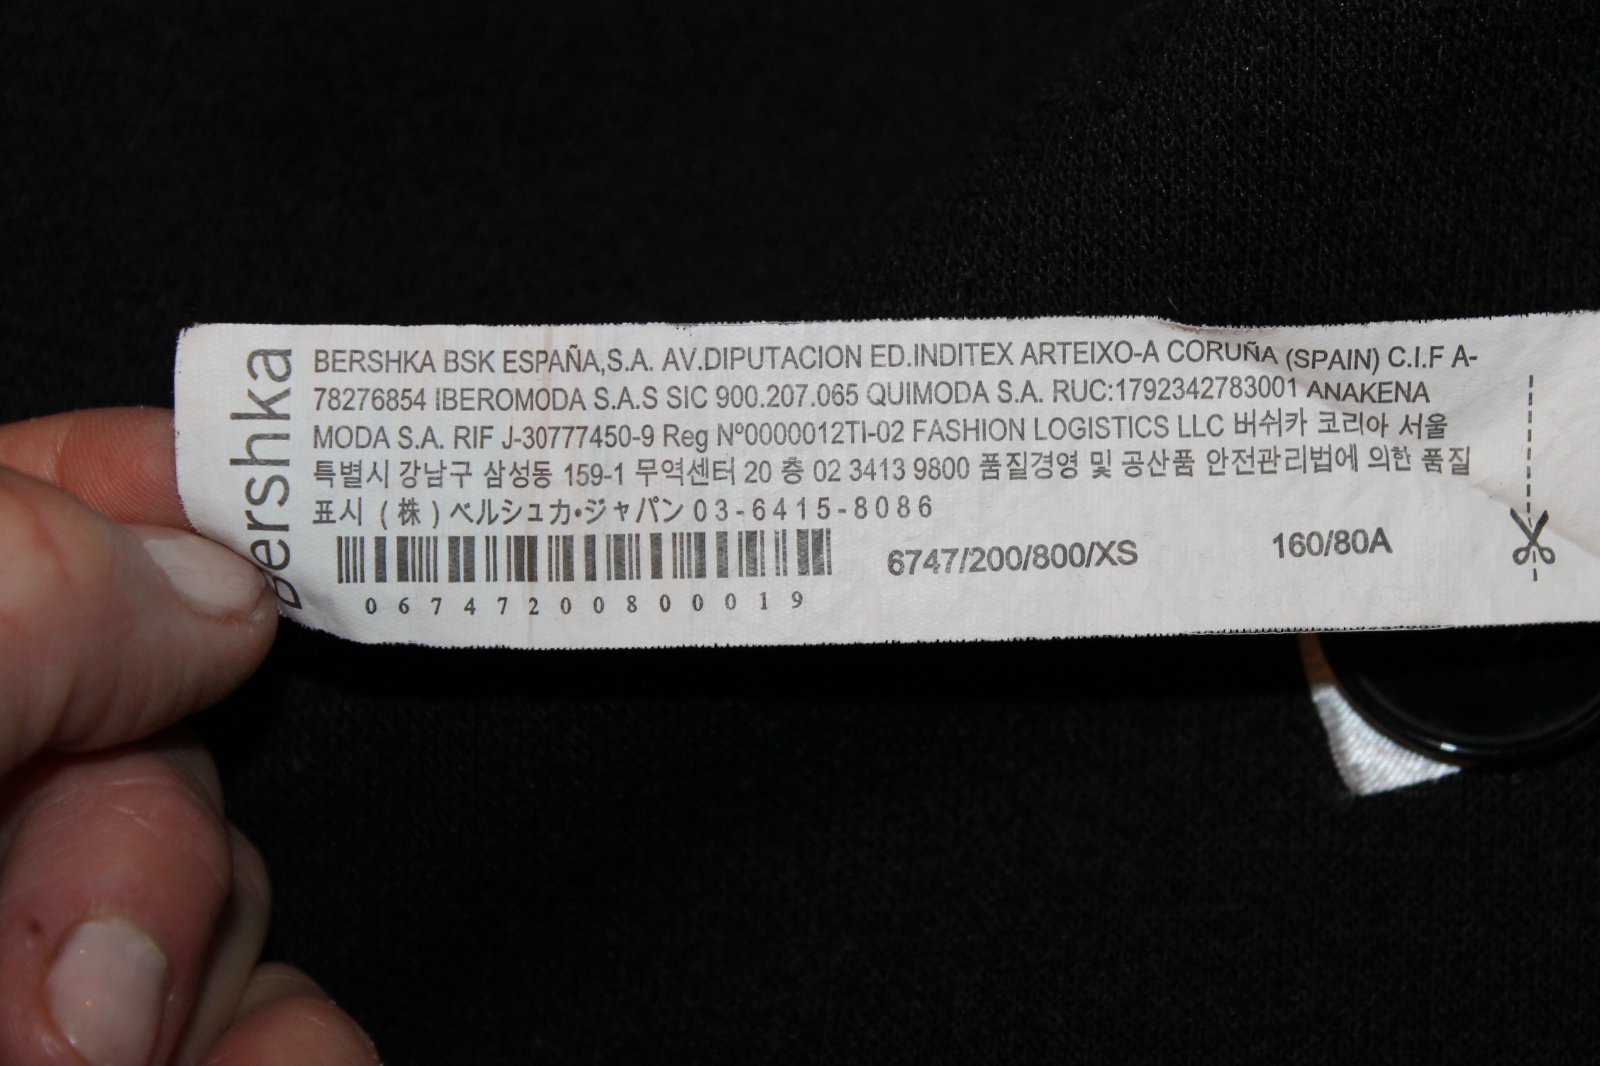 Bershka
BERSHKA BSK ESPAÑA,S.A. AV.DIPUTACION ED.INDITEX ARTEIXO-A CORUÑA (SPAIN) C.I.F A-
78276854 IBEROMODA S.A.S SIC 900.207.065 QUIMODA S.A. RUC:1792342783001 ANAKENA
MODA S.A. RIF J-30777450-9 Reg Nº0000012TI-02 FASHION LOGISTICS LLC 버쉬카 코리아 서울
특별시 강남구 삼성동 159-1 무역센터 20 층 02 3413 9800 품질경영 및 공산품 안전관리법에 의한 품질
표시 (株) ベルシュカ・ジャパン 03-6415-8086
6747/200/800/XS 160/80A
06747200800019